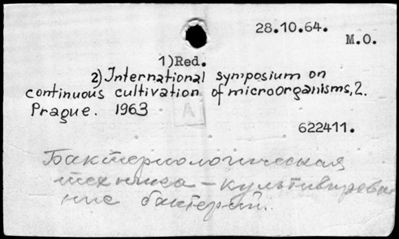 28.10.64.
М.О.
1)Red.
2)International symposium on
continuous cultivation of microorganisms, 2.
Prague. 1963
A
622411.
Бактериологическая
техника – культивирова
ние бактерий.